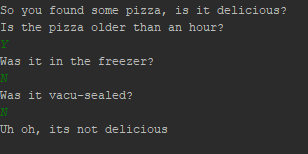 So you found some pizza, is it delicious?
Is the pizza older than an hour?
Y
Was it in the freezer?
N
Was it vacu-sealed?
N
Uh oh, its not delicious